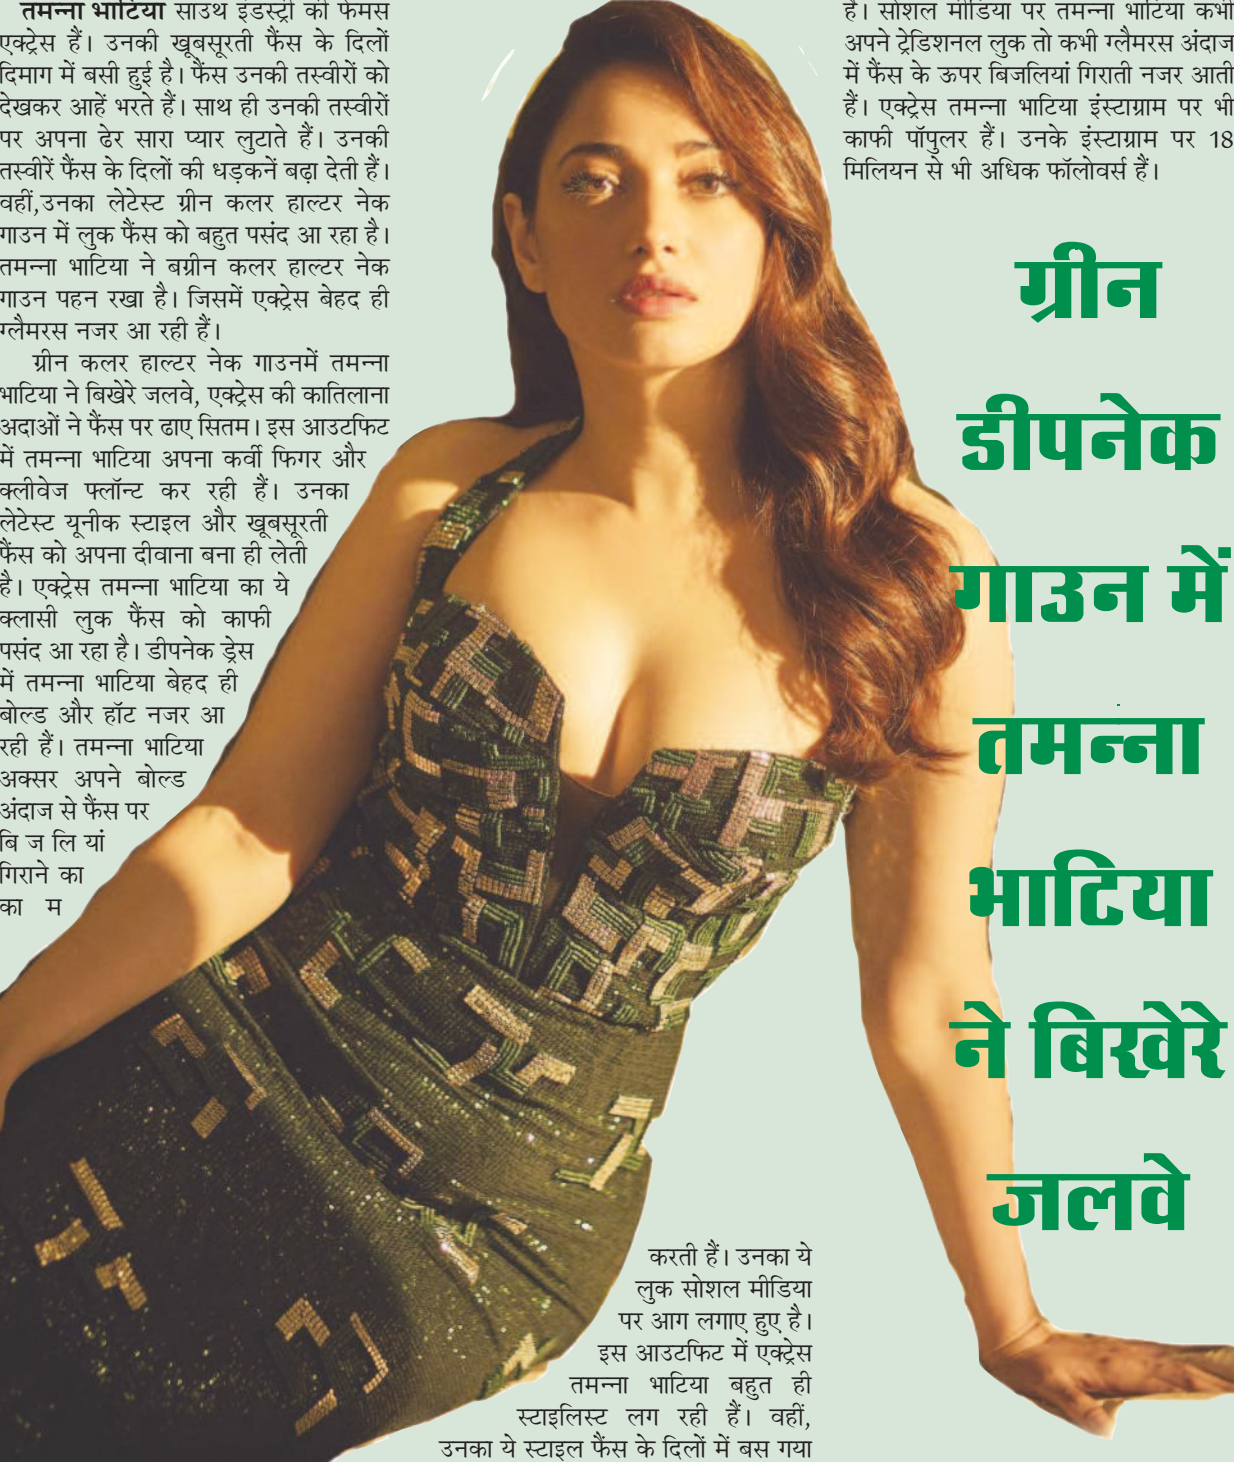 तमन्ना भाटिया साउथ इंडस्ट्री की फेमस
एक्ट्रेस हैं। उनकी खूबसूरती फैंस के दिलों
दिमाग में बसी हुई है। फैंस उनकी तस्वीरों को
देखकर आहें भरते हैं। साथ ही उनकी तस्वीरों
पर अपना ढेर सारा प्यार लुटाते हैं। उनकी
तस्वीरें फैंस के दिलों की धड़कनें बढ़ा देती हैं।
वहीं,उनका लेटेस्ट ग्रीन कलर हाल्टर नेक
गाउन में लुक फैंस को बहुत पसंद आ रहा है।
तमन्ना भाटिया ने बग्रीन कलर हाल्टर नेक
गाउन पहन रखा है। जिसमें एक्ट्रेस बेहद ही
ग्लैमरस नजर आ रही हैं।
ग्रीन कलर हाल्टर नेक गाउनमें तमन्ना
भाटिया ने बिखेरे जलवे, एक्ट्रेस की कातिलाना
अदाओं ने फैंस पर ढाए सितम। इस आउटफिट
में तमन्ना भाटिया अपना कर्वी फिगर और
क्लीवेज फ्लॉन्ट कर रही हैं। उनका
लेटेस्ट यूनीक स्टाइल और खूबसूरती
फैंस को अपना दीवाना बना ही लेती
है। एक्ट्रेस तमन्ना भाटिया का ये
क्लासी लुक फैंस को काफी
पसंद आ रहा है। डीपनेक ड्रेस
में तमन्ना भाटिया बेहद ही
बोल्ड और हॉट नजर आ
रही हैं। तमन्ना भाटिया
अक्सर अपने बोल्ड
अंदाज से फैंस पर
बि ज लि यां
गिराने का
का म
करती हैं। उनका ये
लुक सोशल मीडिया
पर आग लगाए हुए है।
इस आउटफिट में एक्ट्रेस
तमन्ना भाटिया बहुत ही
स्टाइलिस्ट लग रही हैं। वहीं,
उनका ये स्टाइल फैंस के दिलों में बस गया
है। सोशल मीडिया पर तमन्ना भाटिया कभी
अपने ट्रेडिशनल लुक तो कभी ग्लैमरस अंदाज
में फैंस के ऊपर बिजलियां गिराती नजर आती
हैं। एक्ट्रेस तमन्ना भाटिया इंस्टाग्राम पर भी
काफी पॉपुलर हैं। उनके इंस्टाग्राम पर 18
मिलियन से भी अधिक फॉलोवर्स हैं।
ग्रीन
डीपनेक
गाउन में
तमन्ना
भाटिया
ने बिखेरे
जलवे